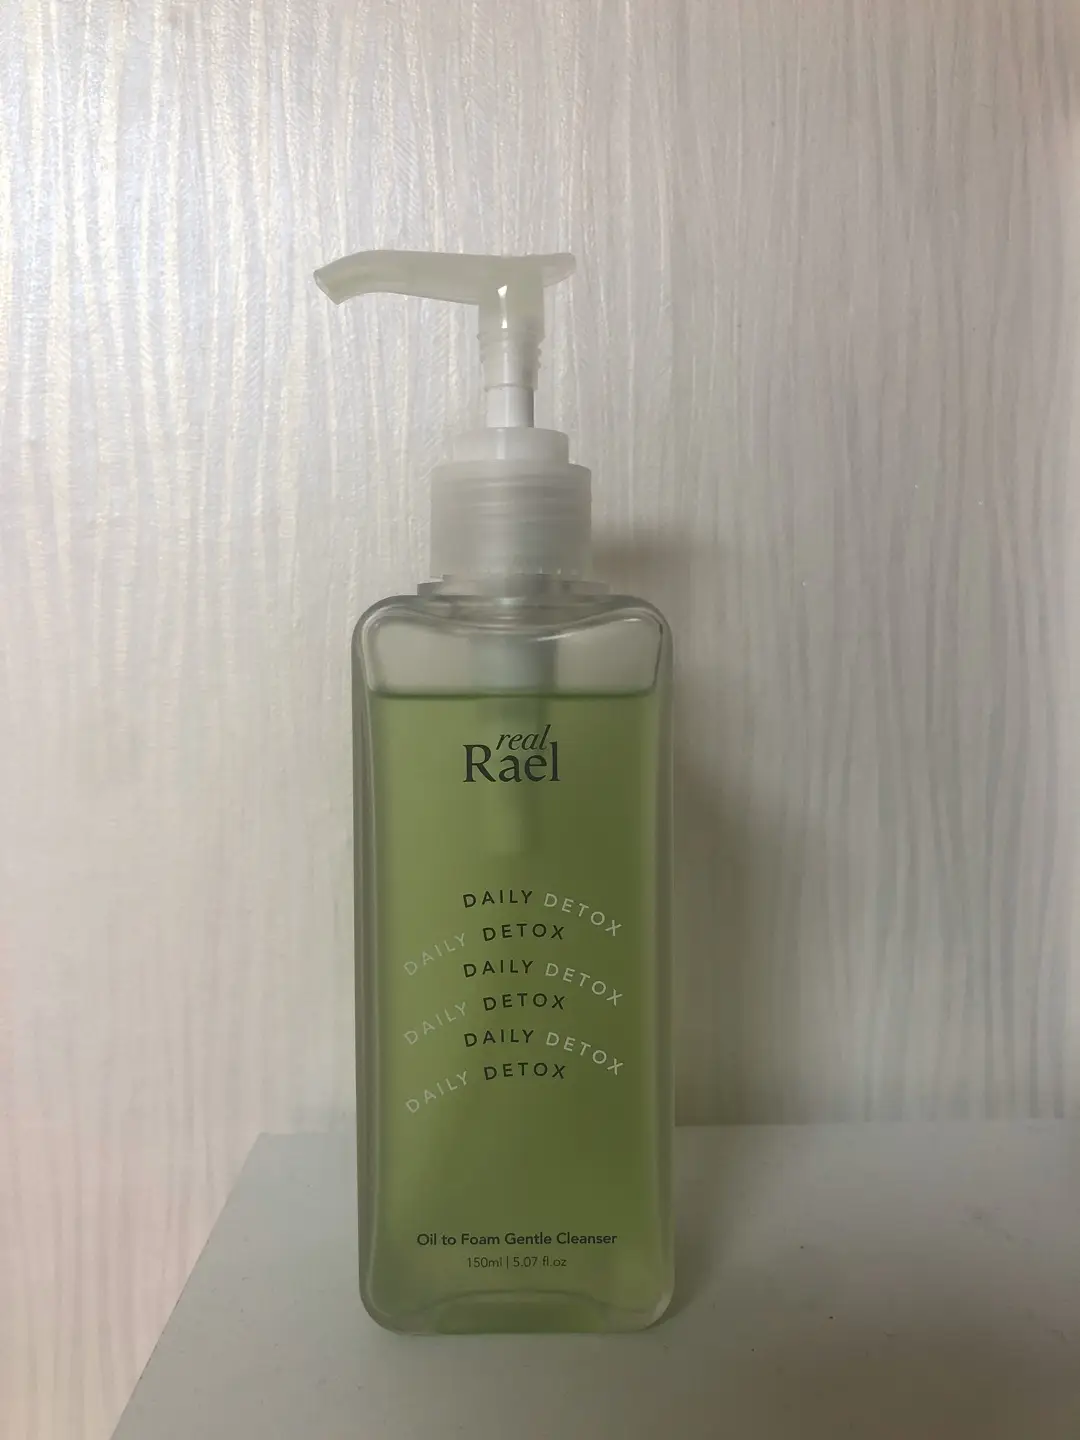 real
Rael
DAILY DETOX
DAILY DETOX
DAILY DETOX
DAILY DETOX
DAILY DETOX
DAILY DETOX
Oil to Foam Gentle Cleanser
150ml | 5.07 fl.oz